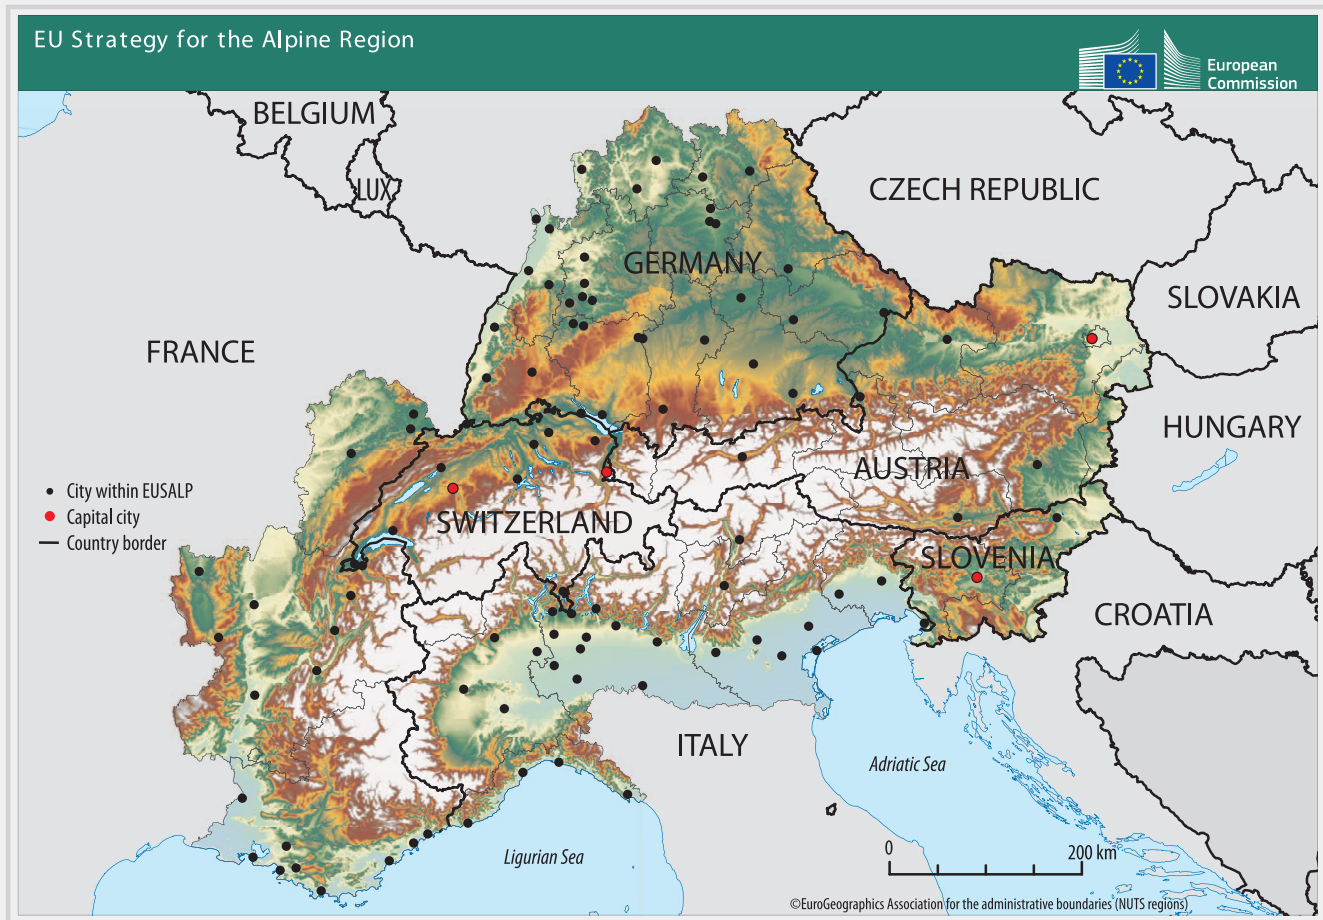 EU Strategy for the Alpine Region
European
Commission
BELGIUM
LUX
CZECH REPUBLIC
GERMANY
SLOVAKIA
FRANCE
HUNGARY
AUSTRIA
City within EUSALP
Capital city
Country border
SWITZERLAND
SLOVENIA
CROATIA
ITALY
Adriatic Sea
Ligurian Sea
0
200 km
©EuroGeographics Association for the administrative boundaries (NUTS regions)